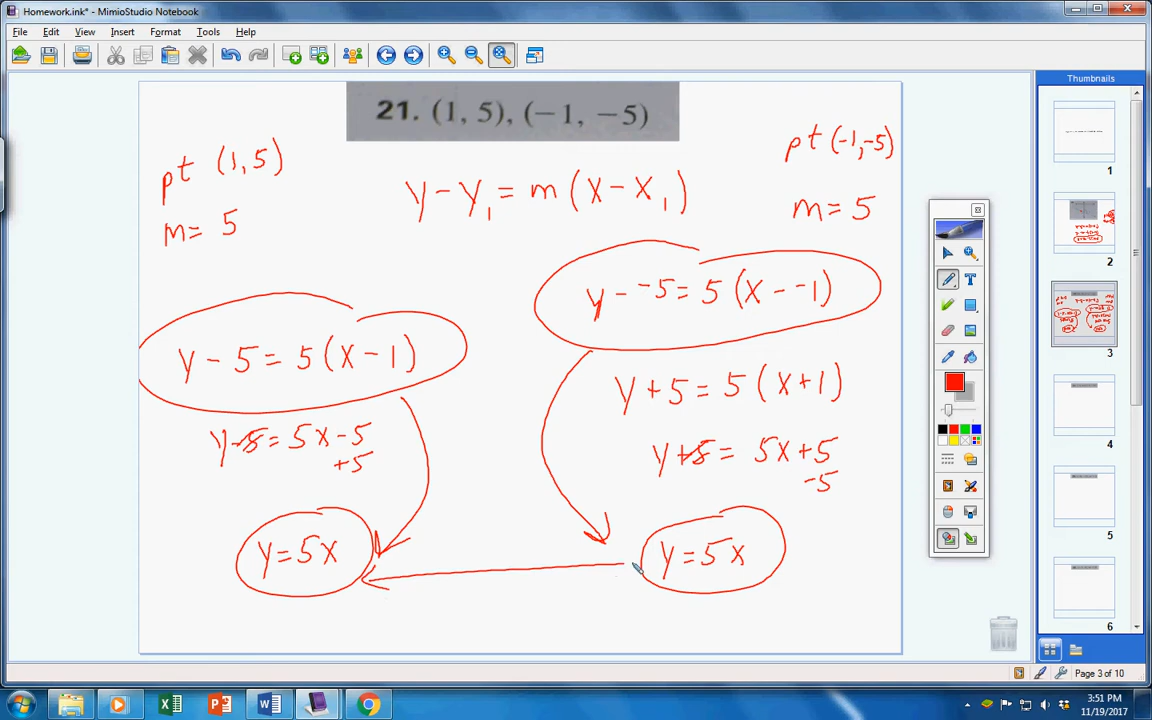 Homework.ink* - MimioStudio Notebook
File Edit View Insert Format Tools Help
Thumbnails
21. (1, 5), (−1, −5)
pt (1,5)
m= 5
y − y₁ = m (x − x₁)
pt (-1,-5)
m= 5
y − 5 = 5 (x − 1)
y-5= 5x-5
+5
y=5x
y - -5= 5 (x - -1)
y + 5 = 5 (x+1)
y+5 = 5x+5
-5
y=5x
1
2
3
4
5
6
Page 3 of 10
3:51 PM
11/19/2017